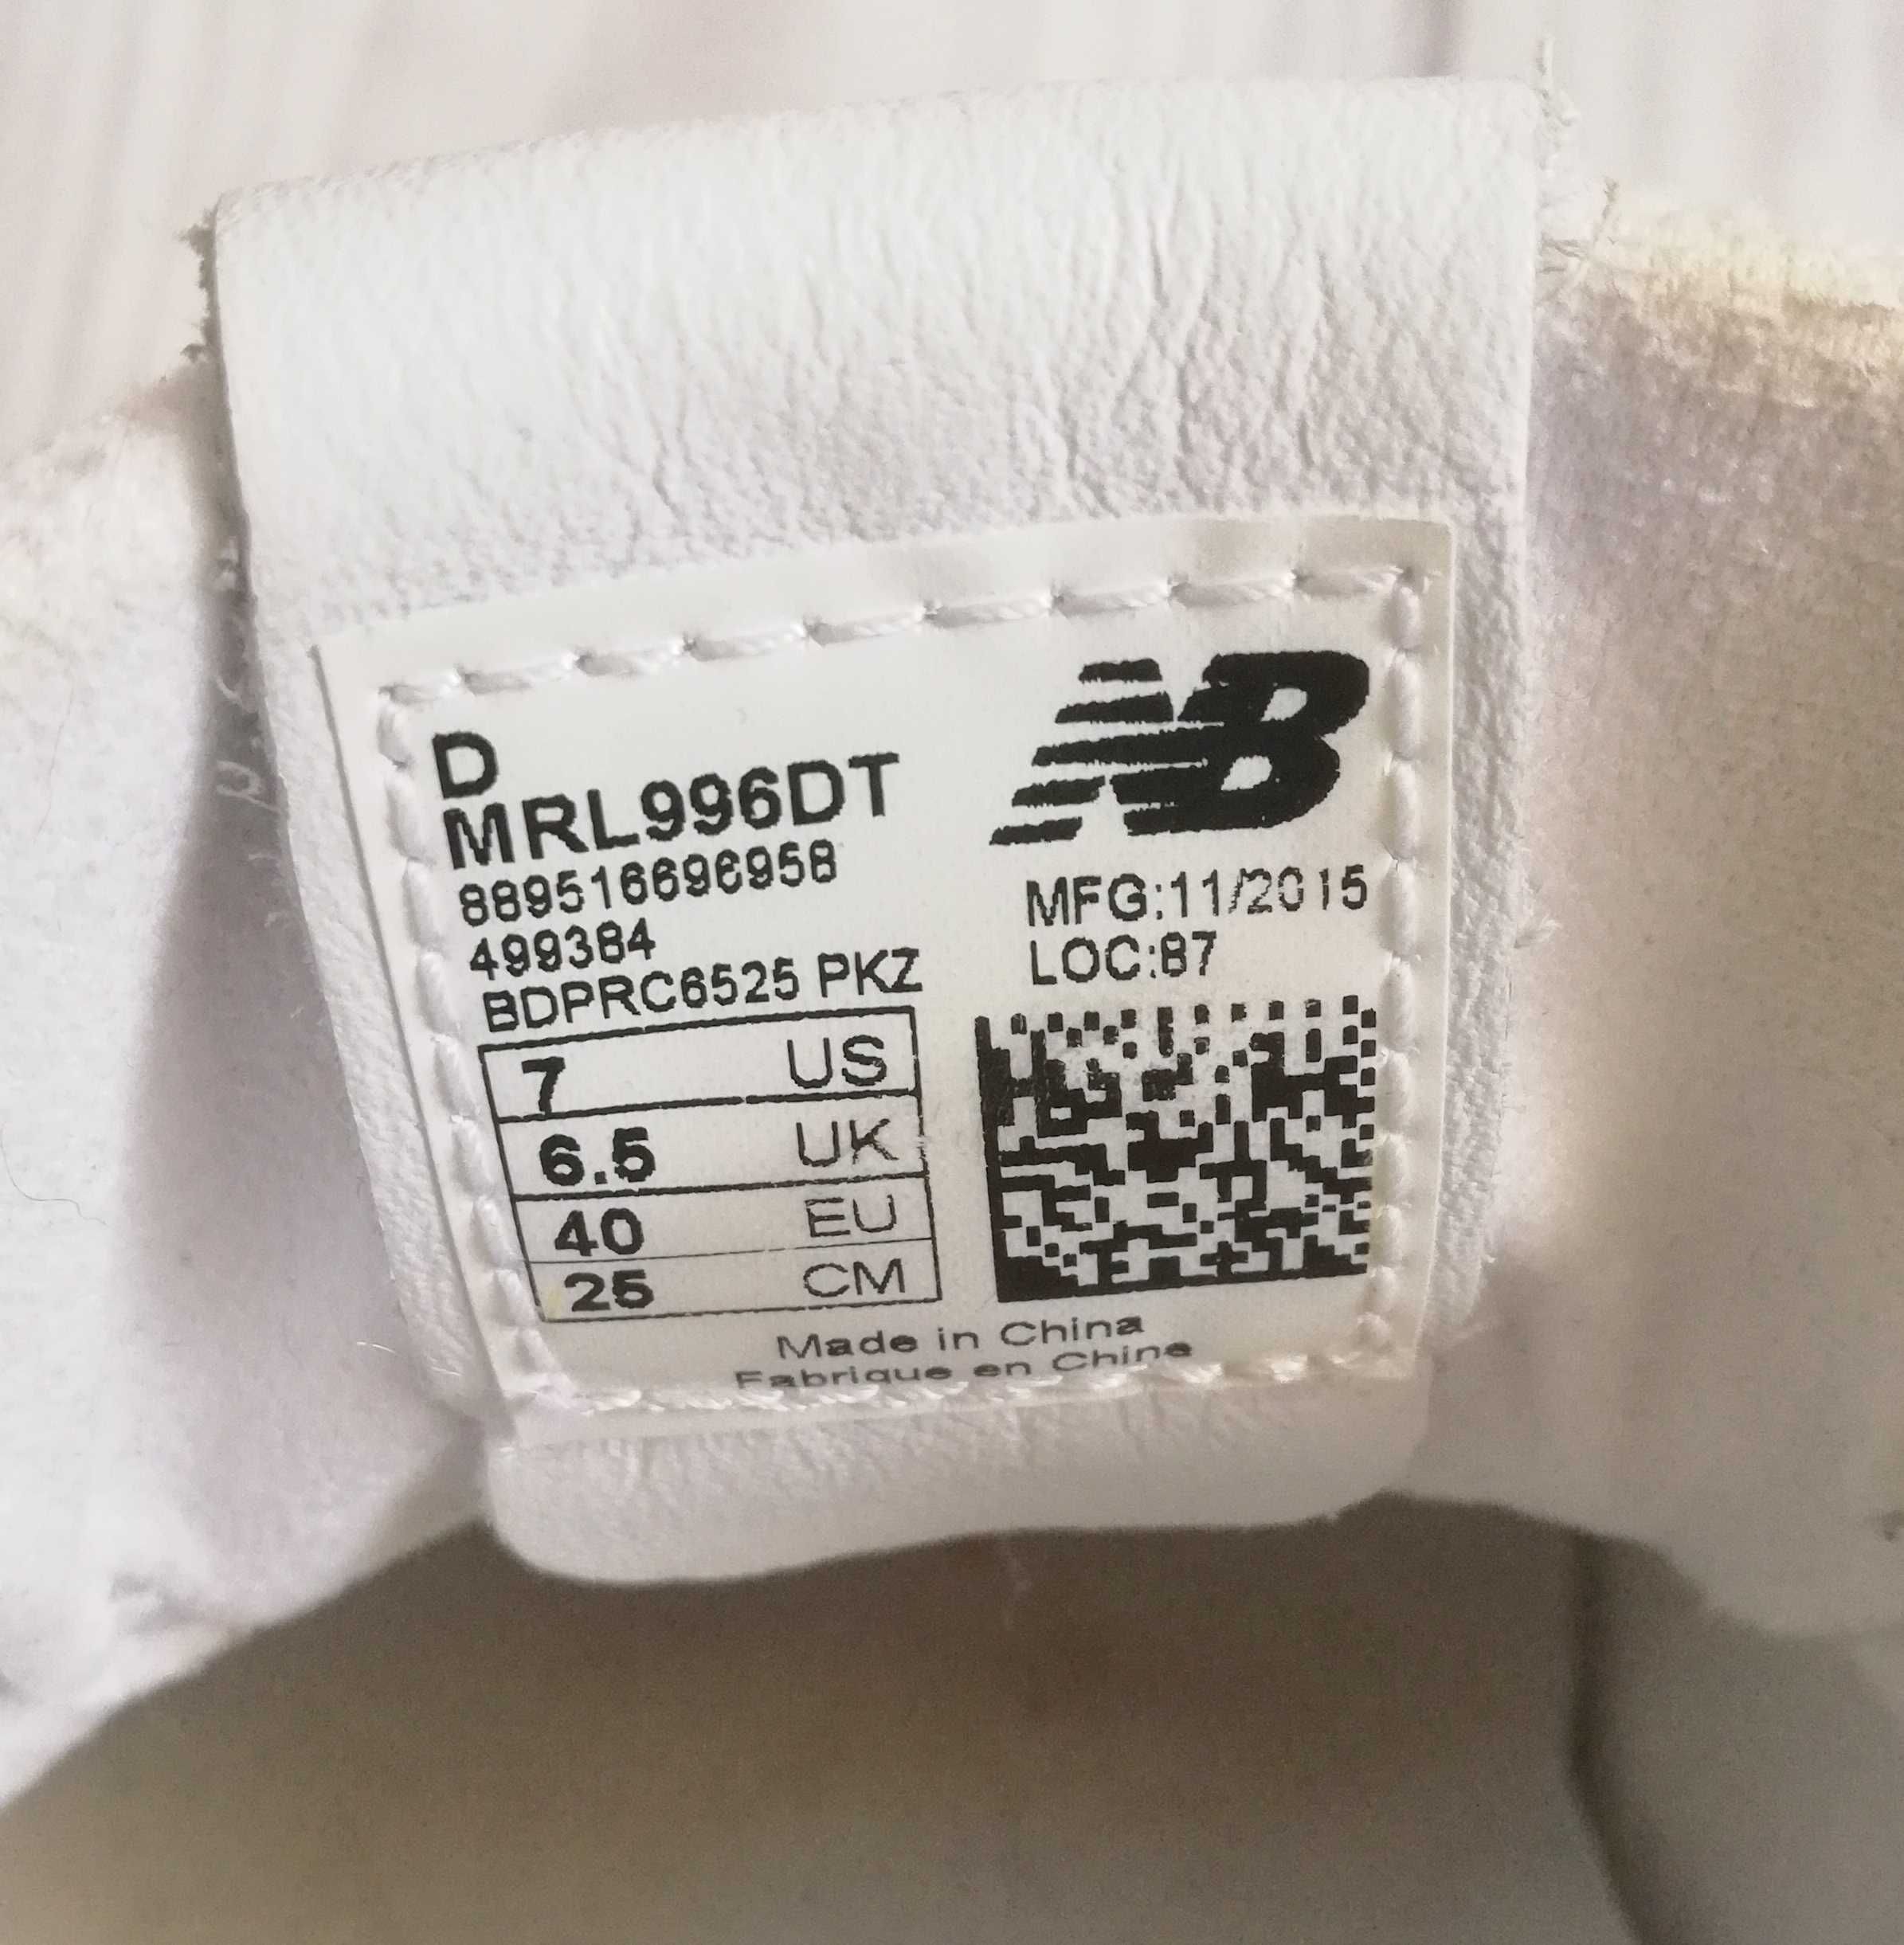 D
MRL996DT
889516696958
499384
BDPRC6525 PKZ
7 US
6.5 UK
40 EU
25 CM
NB
MFG:11/2015
LOC:87
Made in China
Fabrique en Chine